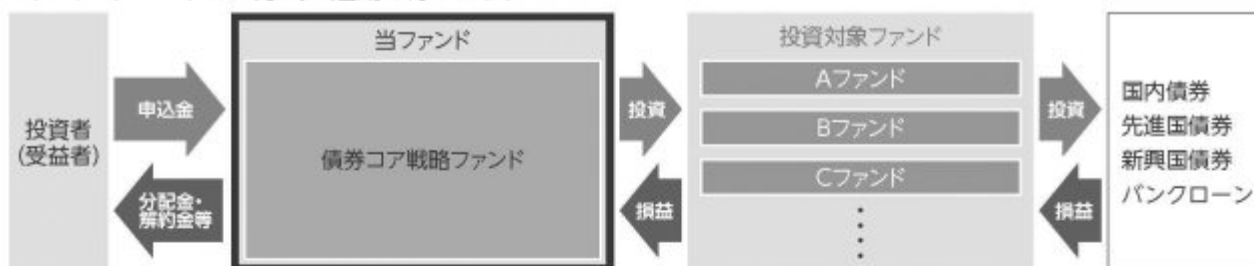 投資者
(受益者)
申込金
分配金・
解約金等
当ファンド
債券コア戦略ファンド
投資
損益
投資対象ファンド
Aファンド
Bファンド
Cファンド
投資
損益
国内債券
先進国債券
新興国債券
バンクローン